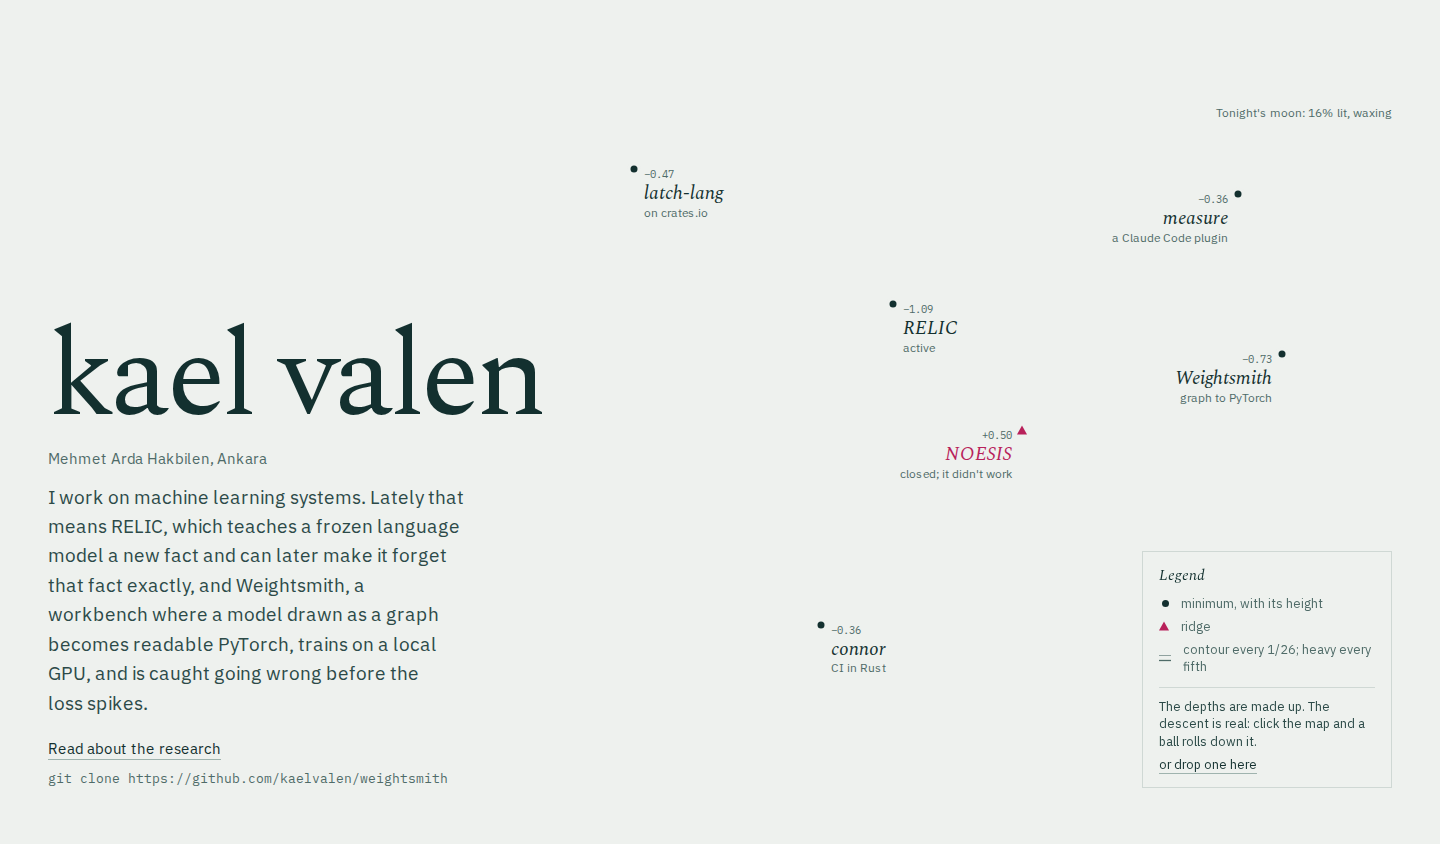 Tonight's moon: 16% lit, waxing
−0.47
latch-lang
on crates.io
−0.36
measure
a Claude Code plugin
−1.09
RELIC
active
−0.73
Weightsmith
graph to PyTorch
+0.50
NOESIS
closed; it didn't work
−0.36
connor
CI in Rust
kael valen
Mehmet Arda Hakbilen, Ankara
I work on machine learning systems. Lately that
means RELIC, which teaches a frozen language
model a new fact and can later make it forget
that fact exactly, and Weightsmith, a
workbench where a model drawn as a graph
becomes readable PyTorch, trains on a local
GPU, and is caught going wrong before the
loss spikes.
Read about the research
git clone https://github.com/kaelvalen/weightsmith
Legend
minimum, with its height
ridge
contour every 1/26; heavy every
fifth
The depths are made up. The
descent is real: click the map and a
ball rolls down it.
or drop one here